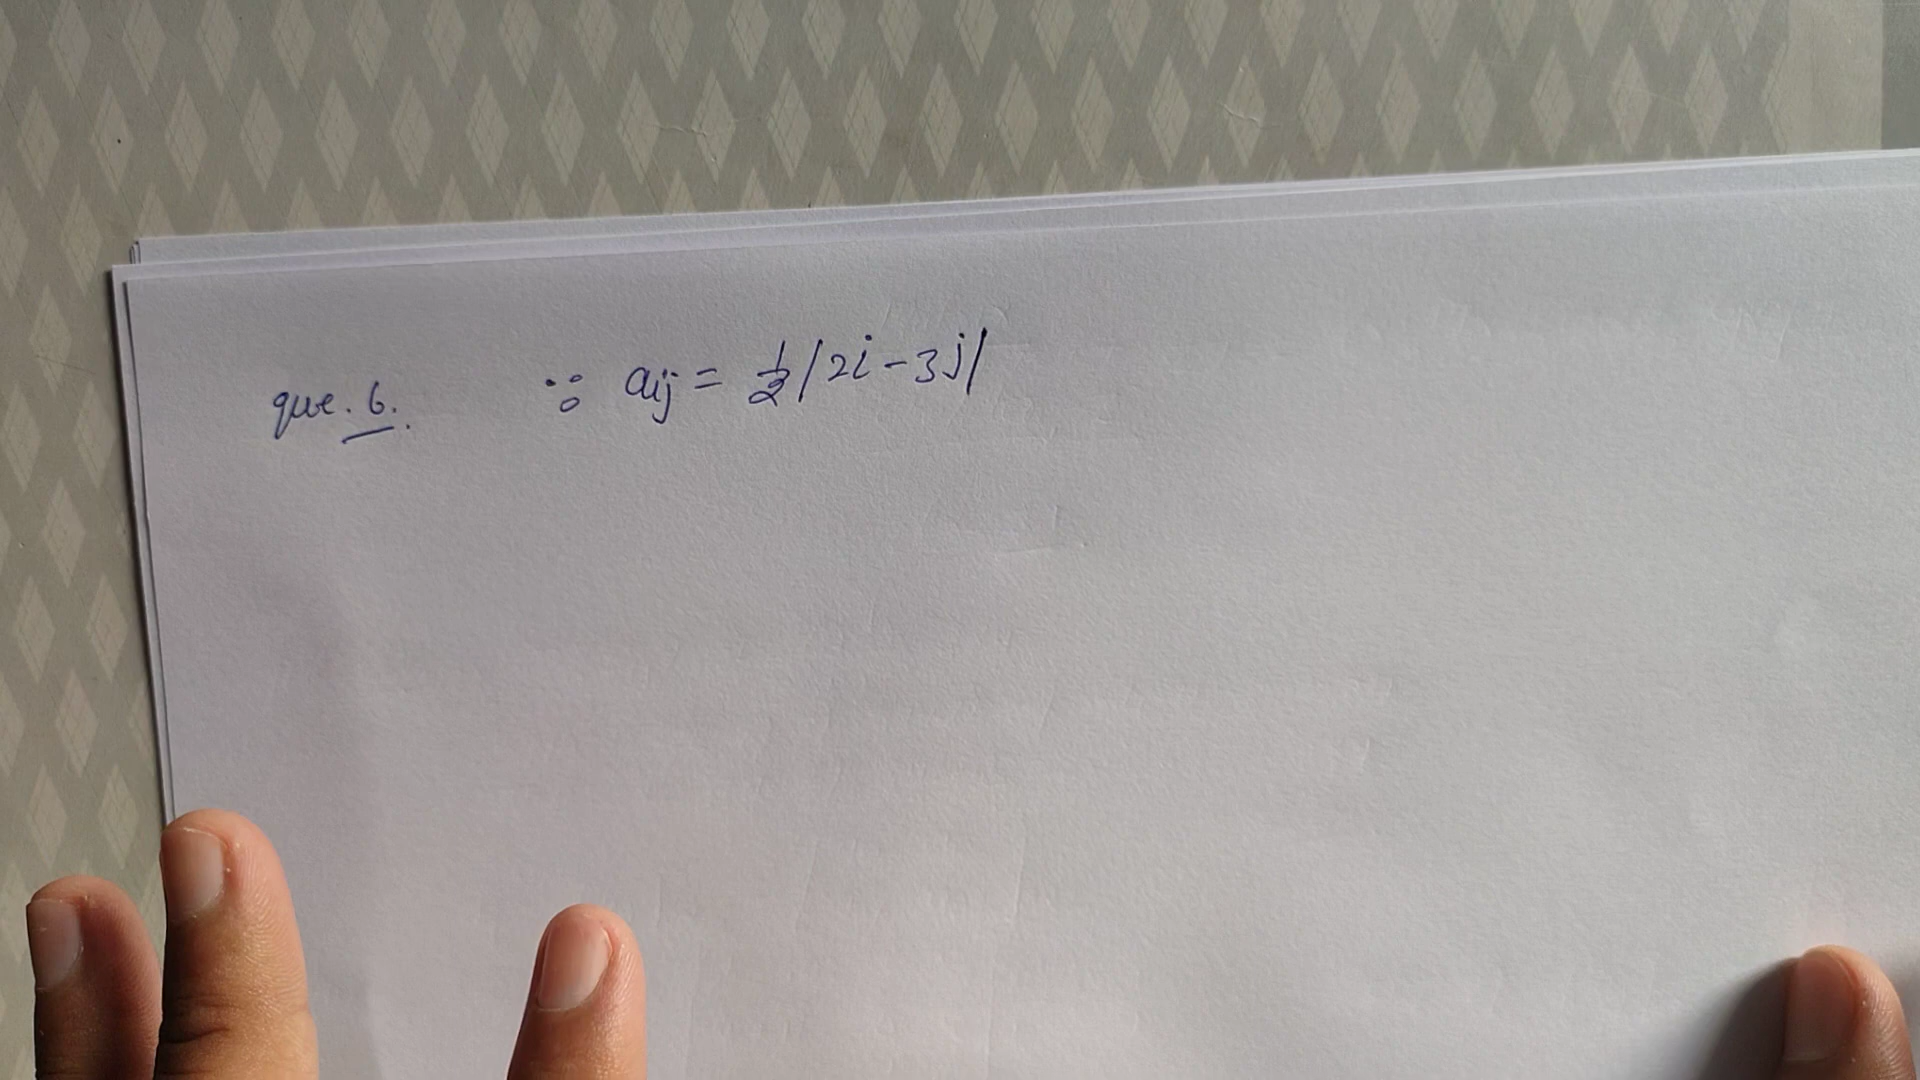 que. 6. ∵ aij = 1/2 |2i - 3j|